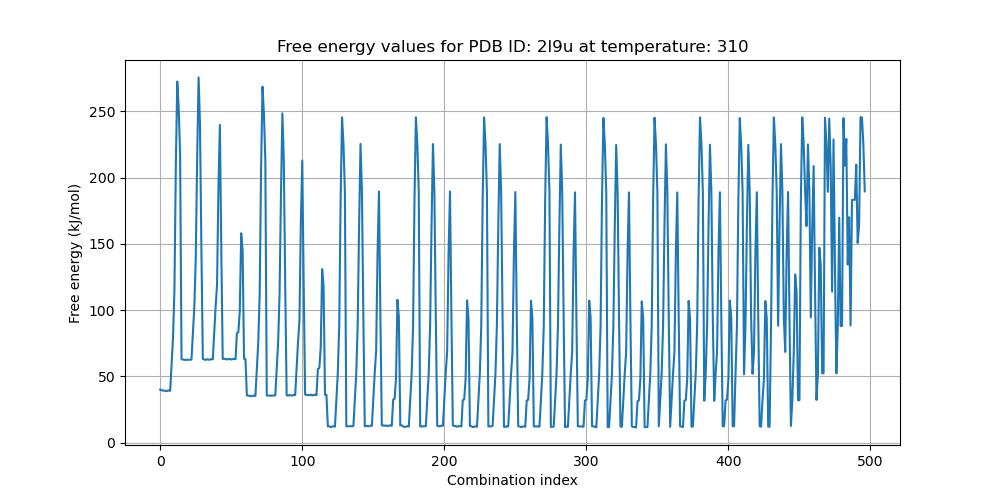 Free energy values for PDB ID: 2l9u at temperature: 310
Free energy (kJ/mol)
250
200
150
100
50
0
0 100 200 300 400 500
Combination index